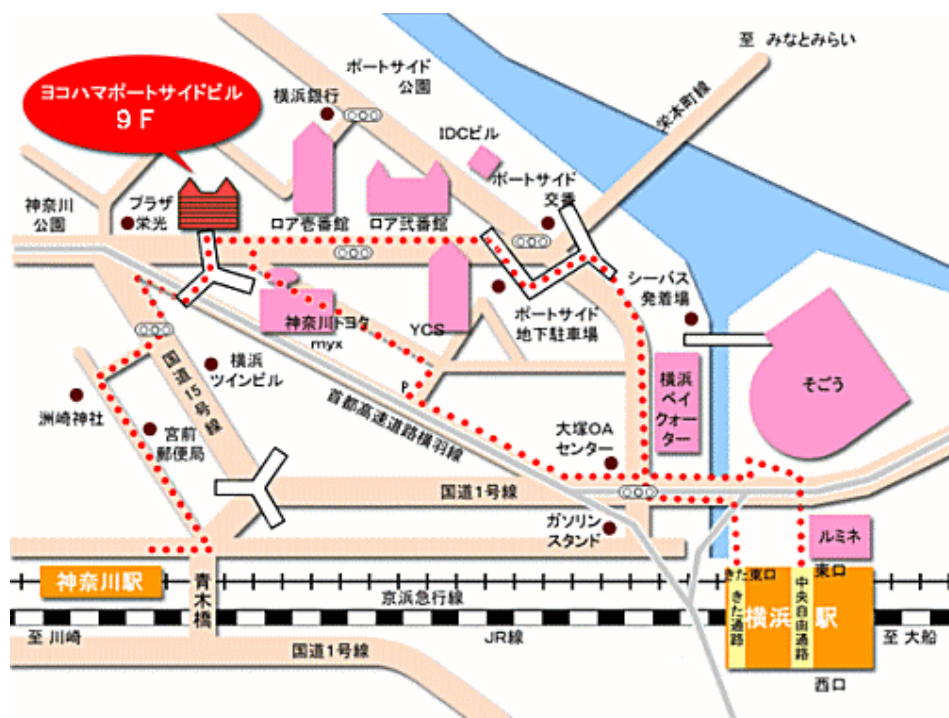 至 みなとみらい
ポートサイド
公園
ヨコハマポートサイドビル
9F
横浜銀行
栄本町線
IDCビル
ポートサイド
交番
神奈川
公園
プラザ
栄光
ロア壱番館
ロア弐番館
シーバス
発着場
ポートサイド
地下駐車場
神奈川トヨタ
myx
YCS
横浜
ツインビル
国道15号線
P
首都高速道路横羽線
横浜
ベイ
クォー
ター
そごう
洲崎神社
宮前
郵便局
大塚OA
センター
国道1号線
ガソリン
スタンド
ルミネ
東口
きた東口
神奈川駅
青木橋
京浜急行線
きた通路
中央自由通路
横浜駅
至 川崎
JR線
至 大船
国道1号線
西口